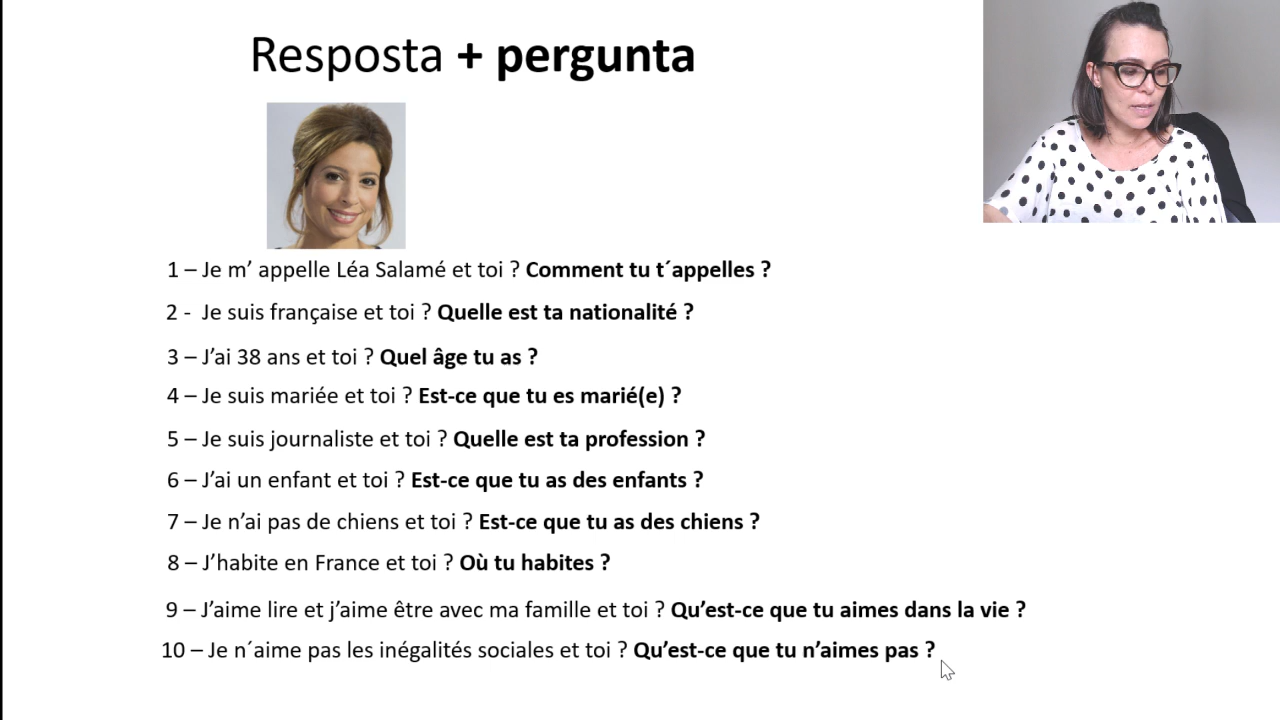 Resposta + pergunta
1 – Je m’ appelle Léa Salamé et toi ? Comment tu t´appelles ?
2 -  Je suis française et toi ? Quelle est ta nationalité ?
3 – J’ai 38 ans et toi ? Quel âge tu as ?
4 – Je suis mariée et toi ? Est-ce que tu es marié(e) ?
5 – Je suis journaliste et toi ? Quelle est ta profession ?
6 – J’ai un enfant et toi ? Est-ce que tu as des enfants ?
7 – Je n’ai pas de chiens et toi ? Est-ce que tu as des chiens ?
8 – J’habite en France et toi ? Où tu habites ?
9 – J’aime lire et j’aime être avec ma famille et toi ? Qu’est-ce que tu aimes dans la vie ?
10 – Je n´aime pas les inégalités sociales et toi ? Qu’est-ce que tu n’aimes pas ?